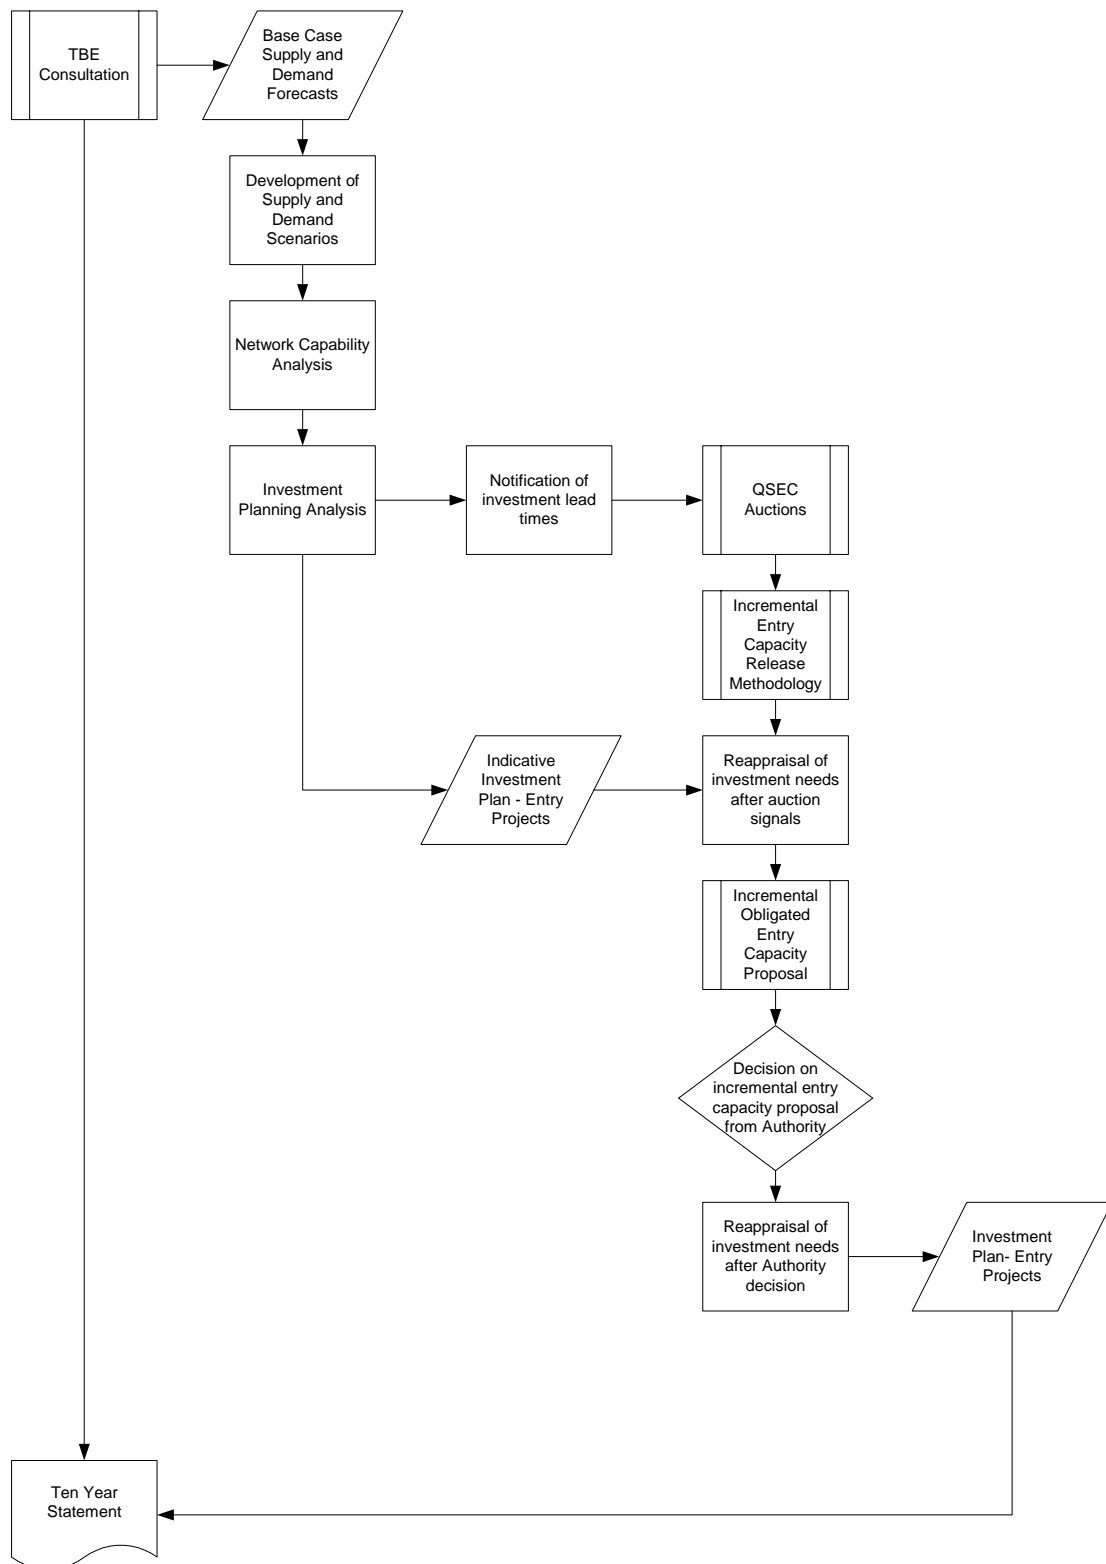 TBE
Consultation
Base Case
Supply and
Demand
Forecasts
Development of
Supply and
Demand
Scenarios
Network Capability
Analysis
Investment
Planning Analysis
Notification of
investment lead
times
QSEC
Auctions
Incremental
Entry
Capacity
Release
Methodology
Indicative
Investment
Plan - Entry
Projects
Reappraisal of
investment needs
after auction
signals
Incremental
Obligated
Entry
Capacity
Proposal
Decision on
incremental entry
capacity proposal
from Authority
Reappraisal of
investment needs
after Authority
decision
Investment
Plan- Entry
Projects
Ten Year
Statement